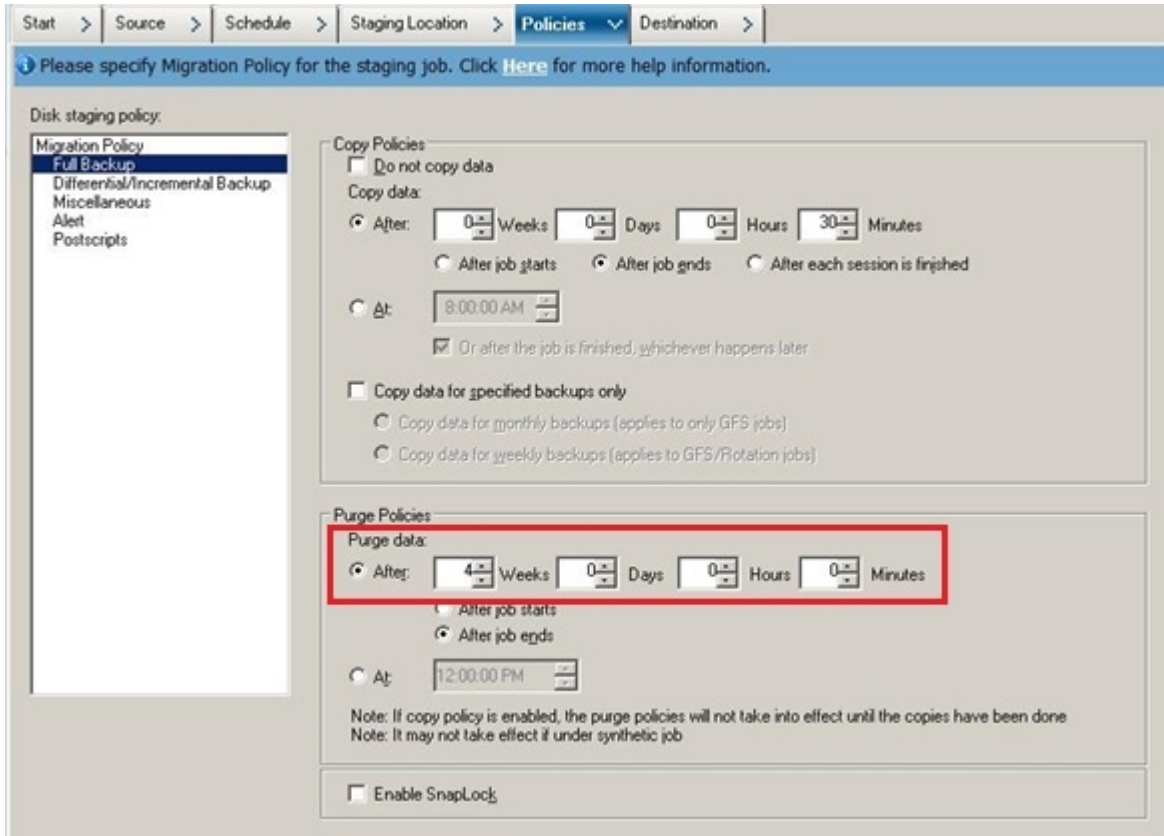 Start > Source > Schedule > Staging Location > Policies Destination >
Please specify Migration Policy for the staging job. Click Here for more help information.
Disk staging policy:
Migration Policy
Full Backup
Differential/Incremental Backup
Miscellaneous
Alert
Postscripts
Copy Policies
Do not copy data
Copy data:
After: 0 Weeks 0 Days 0 Hours 30 Minutes
After job starts After job ends After each session is finished
At: 8:00:00 AM
Or after the job is finished, whichever happens later
Copy data for specified backups only
Copy data for monthly backups (applies to only GFS jobs)
Copy data for weekly backups (applies to GFS/Rotation jobs)
Purge Policies
Purge data:
After: 4 Weeks 0 Days 0 Hours 0 Minutes
After job starts
After job ends
At: 12:00:00 PM
Note: If copy policy is enabled, the purge policies will not take into effect until the copies have been done
Note: It may not take effect if under synthetic job
Enable SnapLock